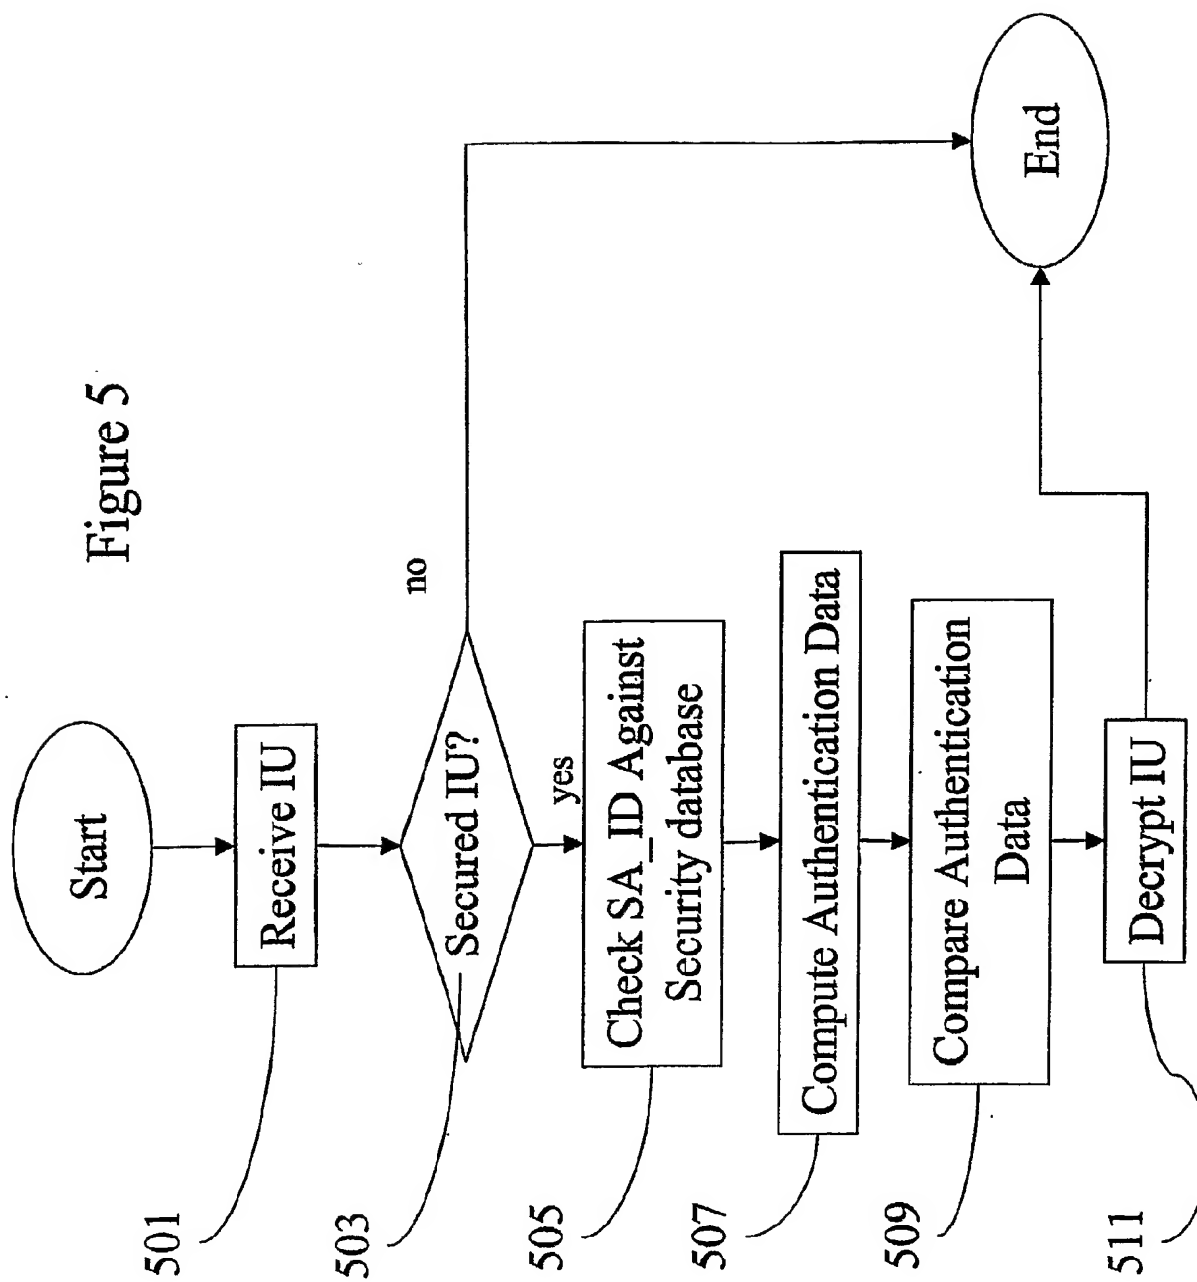 Figure 5
Start
501
Receive IU
503
Secured IU?
no
yes
505
Check SA_ID Against
Security database
507
Compute Authentication Data
509
Compare Authentication
Data
511
Decrypt IU
End